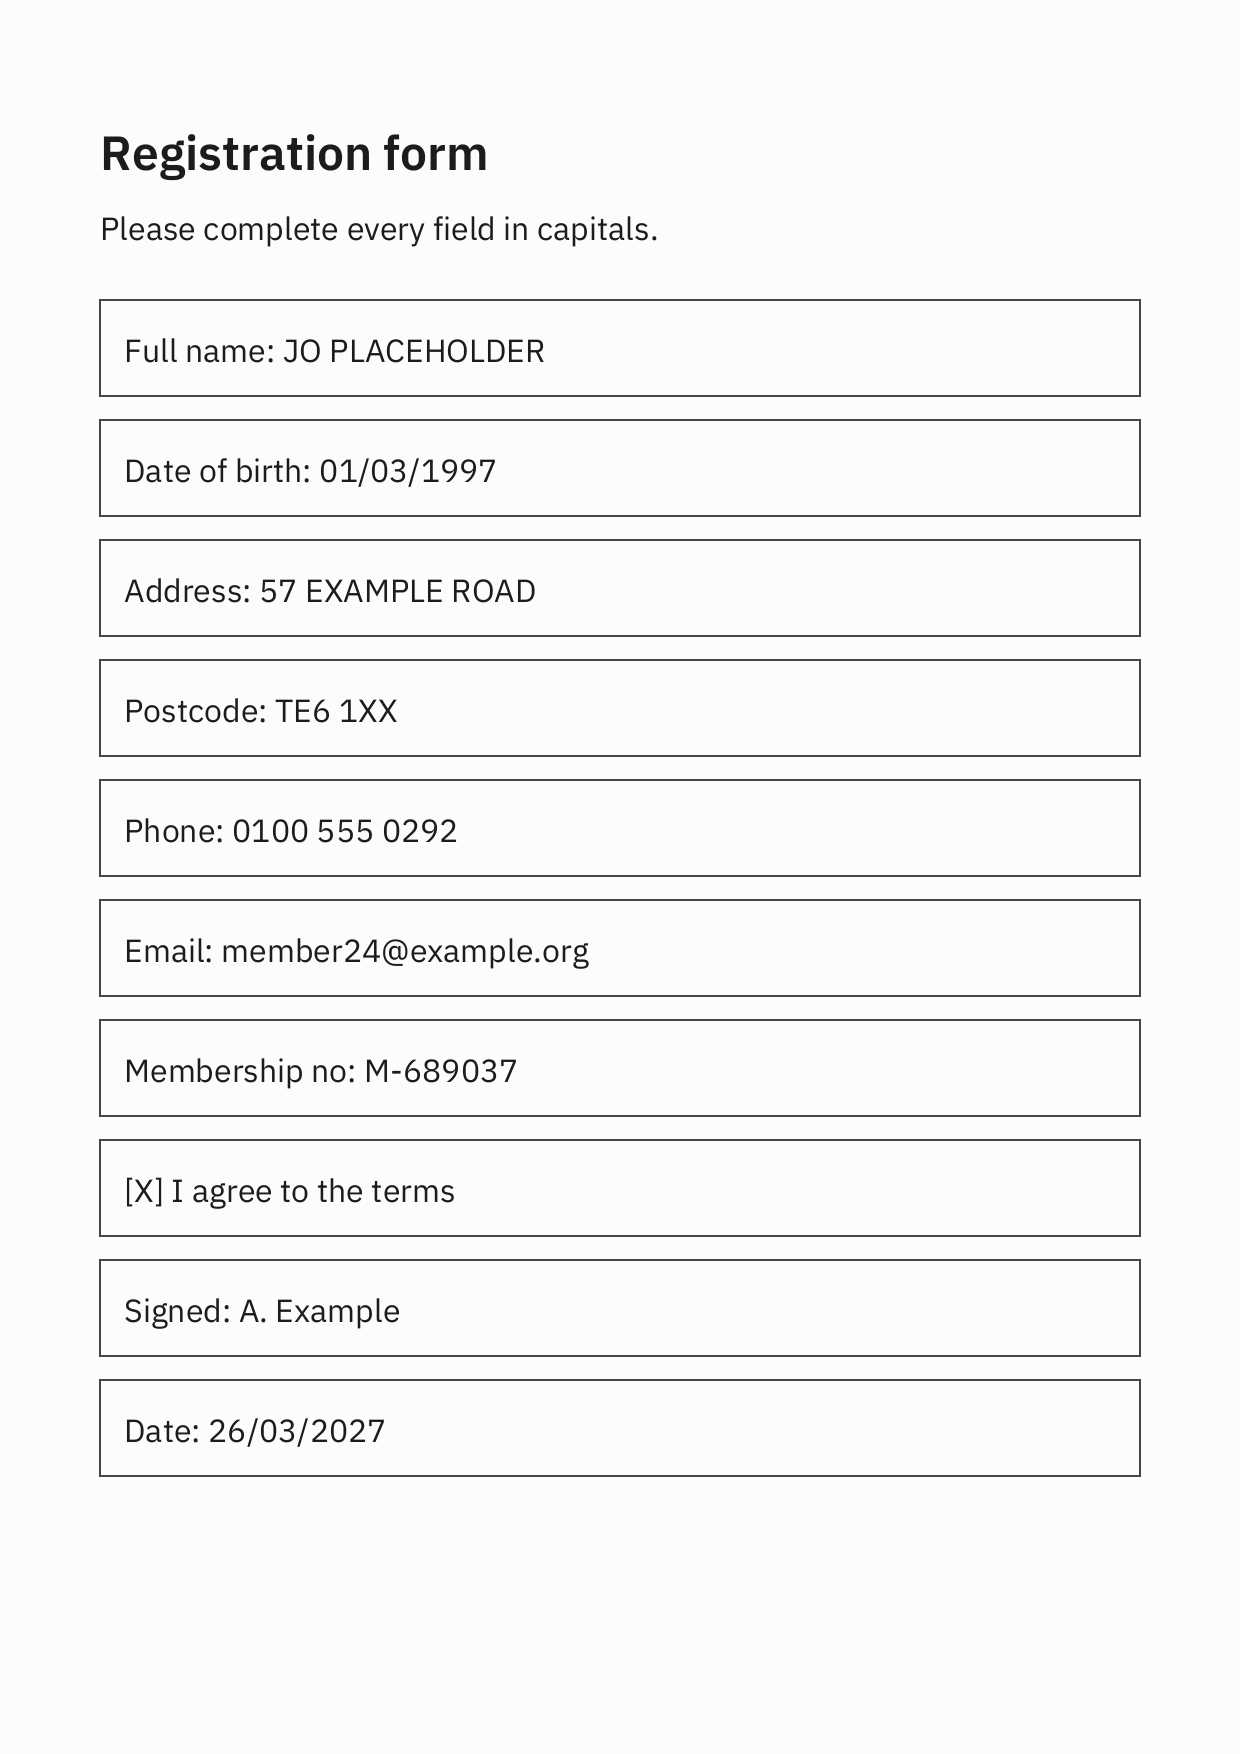 Registration form
Please complete every field in capitals.
Full name: JO PLACEHOLDER
Date of birth: 01/03/1997
Address: 57 EXAMPLE ROAD
Postcode: TE6 1XX
Phone: 0100 555 0292
Email: member24@example.org
Membership no: M-689037
[X] I agree to the terms
Signed: A. Example
Date: 26/03/2027